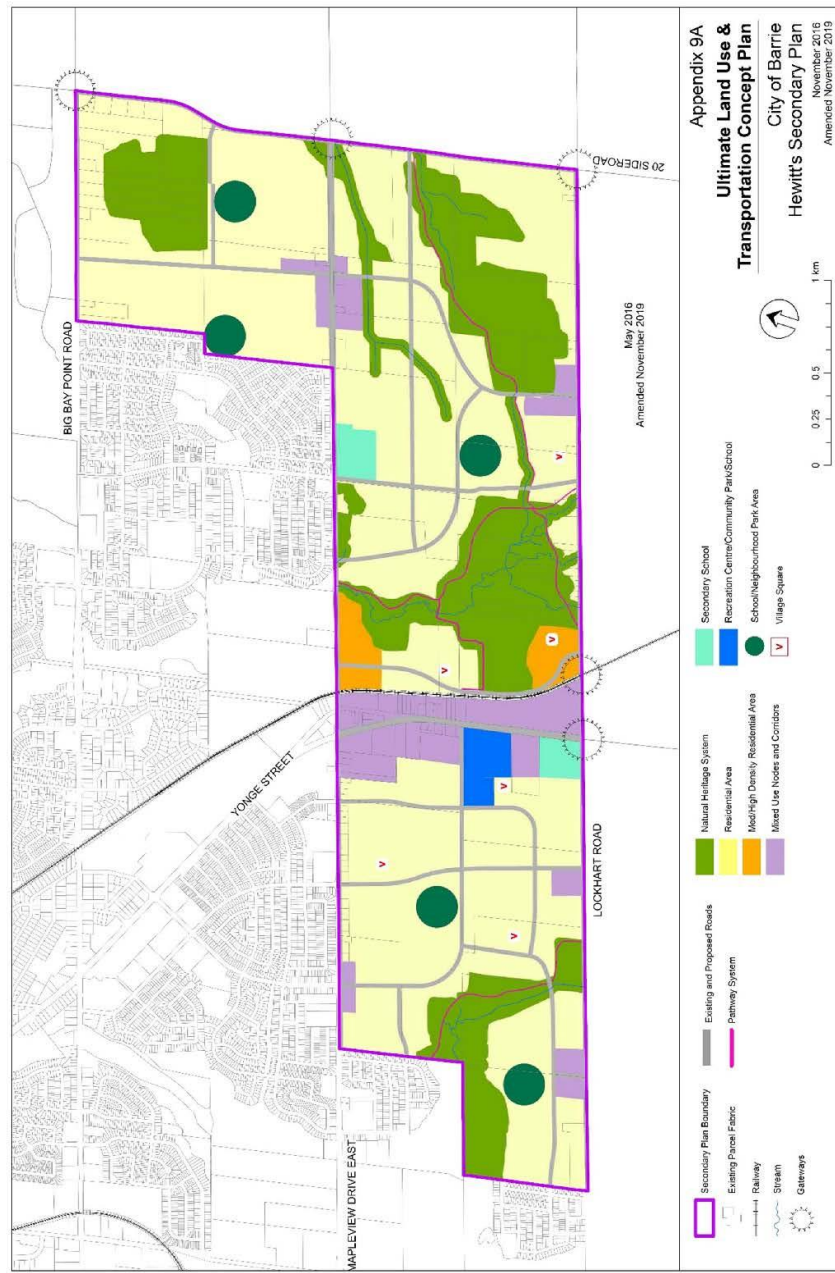 Appendix 9A
Ultimate Land Use &
Transportation Concept Plan
City of Barrie
Hewitt's Secondary Plan
November 2016
Amended November 2019
BIG BAY POINT ROAD
YONGE STREET
MAPLEVIEW DRIVE EAST
LOCKHART ROAD
20 SIDEROAD
May 2016
Amended November 2019
V
V
V
V
V
V
Secondary Plan Boundary
Existing Parcel Fabric
Railway
Stream
Gateways
Existing and Proposed Roads
Pathway System
Natural Heritage System
Residential Area
Med/High Density Residential Area
Mixed Use Nodes and Corridors
Secondary School
Recreation Centre/Community Park/School
School/Neighbourhood Park Area
V
Village Square
0 0.25 0.5 1 km